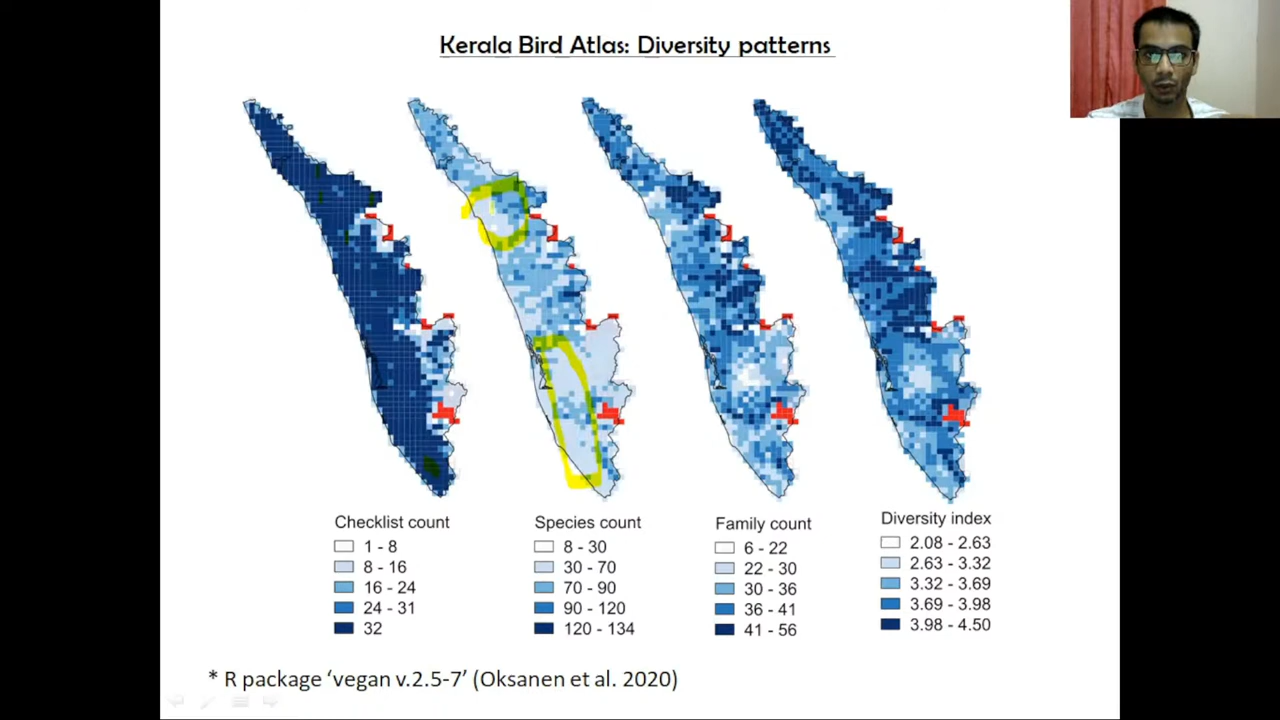 Kerala Bird Atlas: Diversity patterns
Checklist count
1 - 8
8 - 16
16 - 24
24 - 31
32
Species count
8 - 30
30 - 70
70 - 90
90 - 120
120 - 134
Family count
6 - 22
22 - 30
30 - 36
36 - 41
41 - 56
Diversity index
2.08 - 2.63
2.63 - 3.32
3.32 - 3.69
3.69 - 3.98
3.98 - 4.50
* R package ‘vegan v.2.5-7’ (Oksanen et al. 2020)